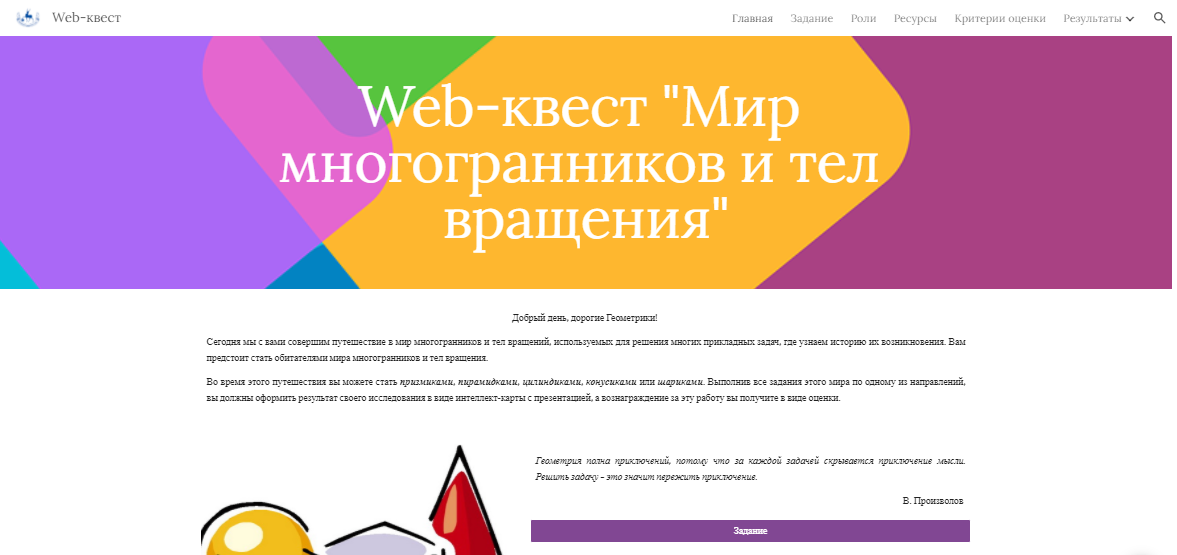 Web-квест
Главная Задание Роли Ресурсы Критерии оценки Результаты
Web-квест "Мир
многогранников и тел
вращения"
Добрый день, дорогие Геометрики!
Сегодня мы с вами совершим путешествие в мир многогранников и тел вращений, используемых для решения многих прикладных задач, где узнаем историю их возникновения. Вам
предстоит стать обитателями мира многогранников и тел вращения.
Во время этого путешествия вы можете стать призмиками, пирамидками, цилиндиками, конусиками или шариками. Выполнив все задания этого мира по одному из направлений,
вы должны оформить результат своего исследования в виде интеллект-карты с презентацией, а вознаграждение за эту работу вы получите в виде оценки.
Геометрия полна приключений, потому что за каждой задачей скрывается приключение мысли.
Решить задачу - это значит пережить приключение.
В. Произволов
Задание